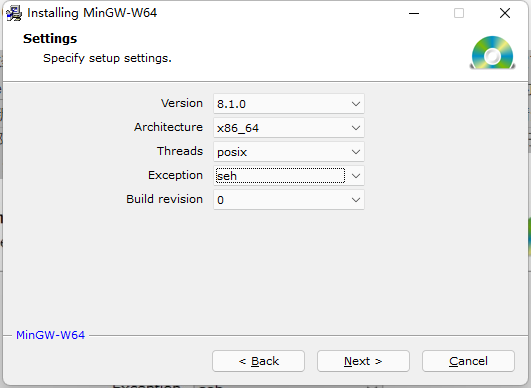 Installing MinGW-W64
Settings
Specify setup settings.
Version 8.1.0
Architecture x86_64
Threads posix
Exception seh
Build revision 0
MinGW-W64
< Back Next > Cancel